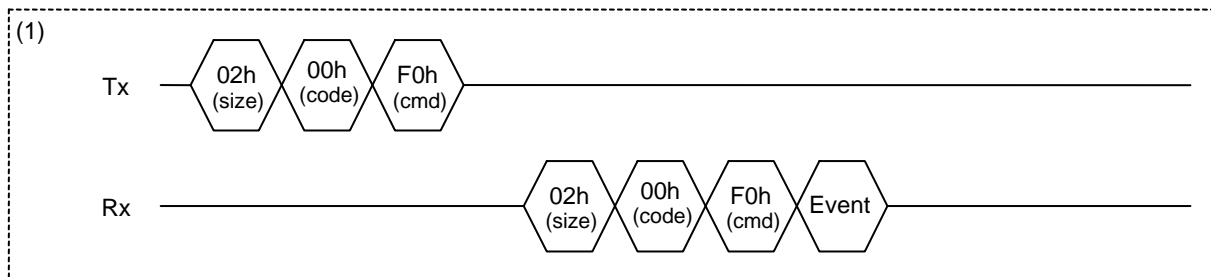 (1)
Tx
02h
(size)
00h
(code)
F0h
(cmd)
Rx
02h
(size)
00h
(code)
F0h
(cmd)
Event